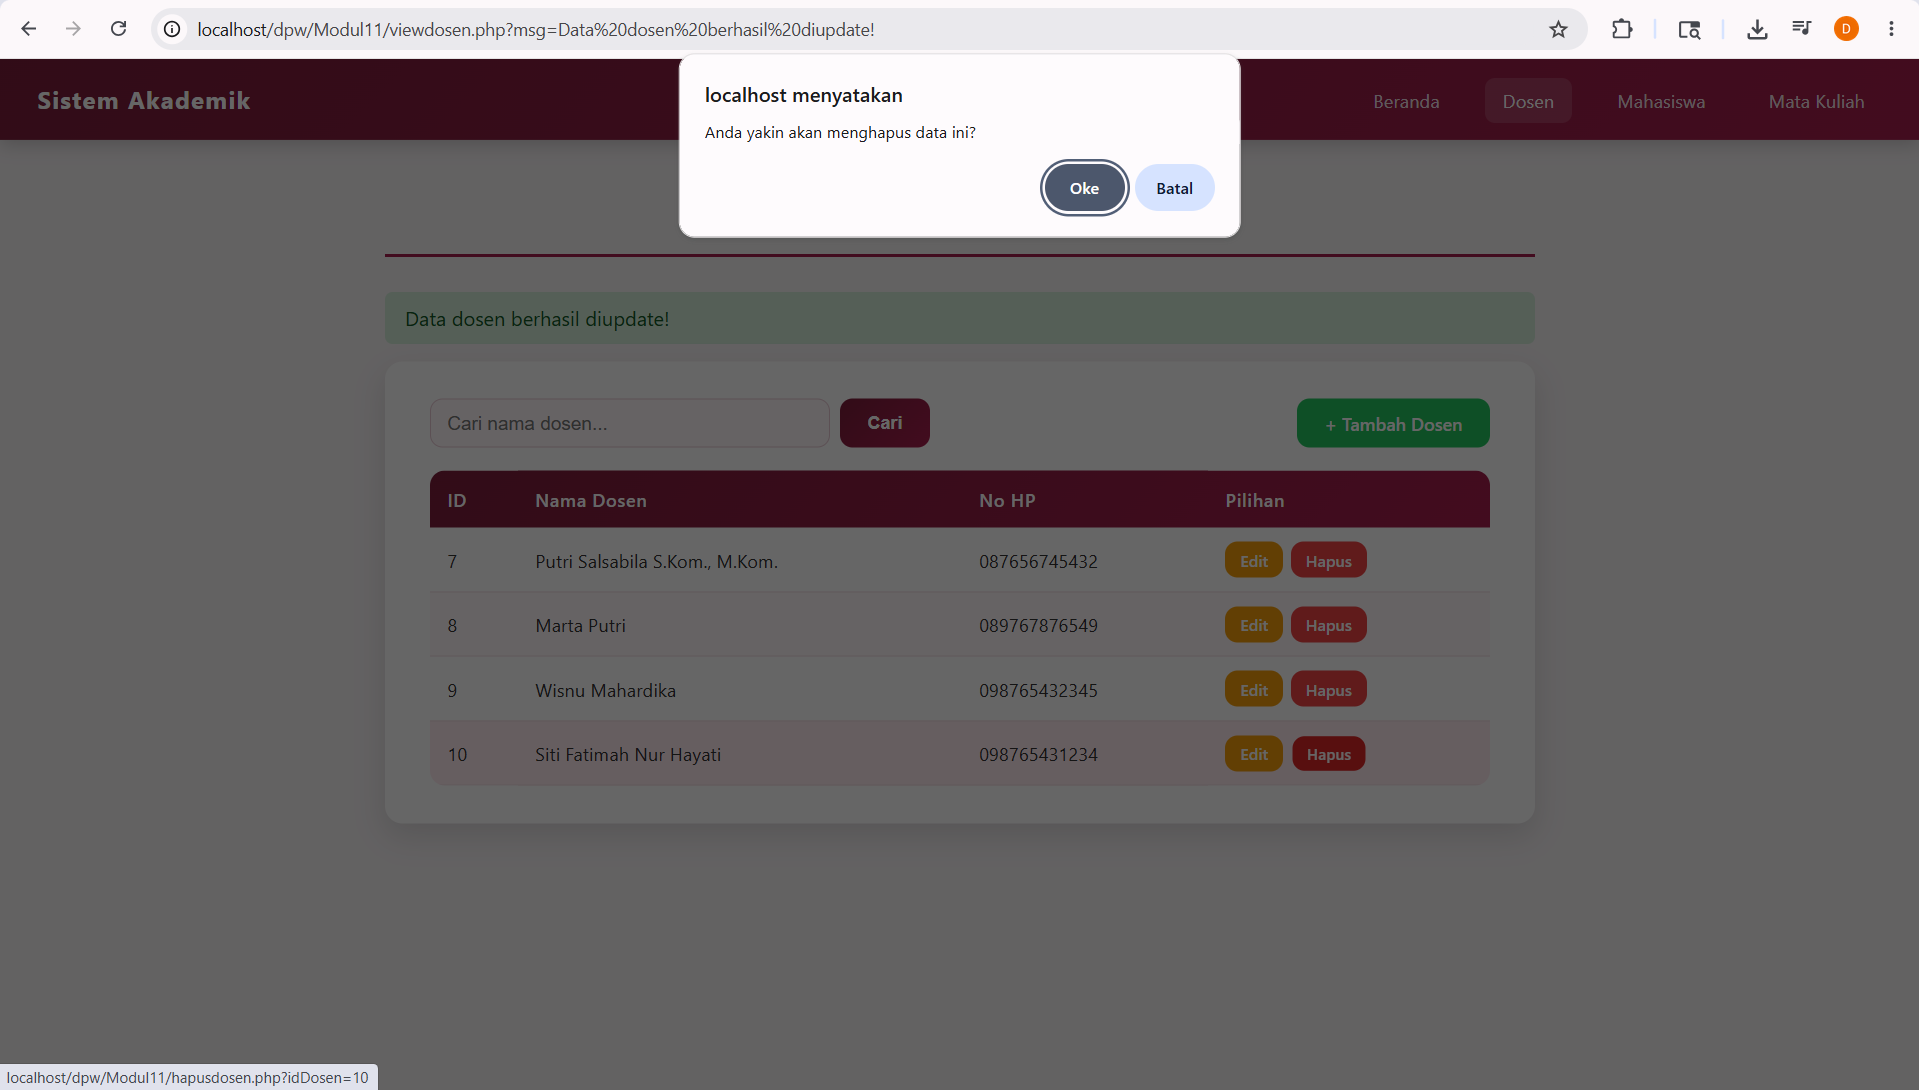 localhost/dpw/Modul11/viewdosen.php?msg=Data%20dosen%20berhasil%20diupdate!
D
Sistem Akademik
Beranda
Dosen
Mahasiswa
Mata Kuliah
localhost menyatakan
Anda yakin akan menghapus data ini?
Oke
Batal
Data dosen berhasil diupdate!
Cari nama dosen...
Cari
+ Tambah Dosen
ID Nama Dosen No HP Pilihan
7 Putri Salsabila S.Kom., M.Kom. 087656745432 Edit Hapus
8 Marta Putri 089767876549 Edit Hapus
9 Wisnu Mahardika 098765432345 Edit Hapus
10 Siti Fatimah Nur Hayati 098765431234 Edit Hapus
localhost/dpw/Modul11/hapusdosen.php?idDosen=10